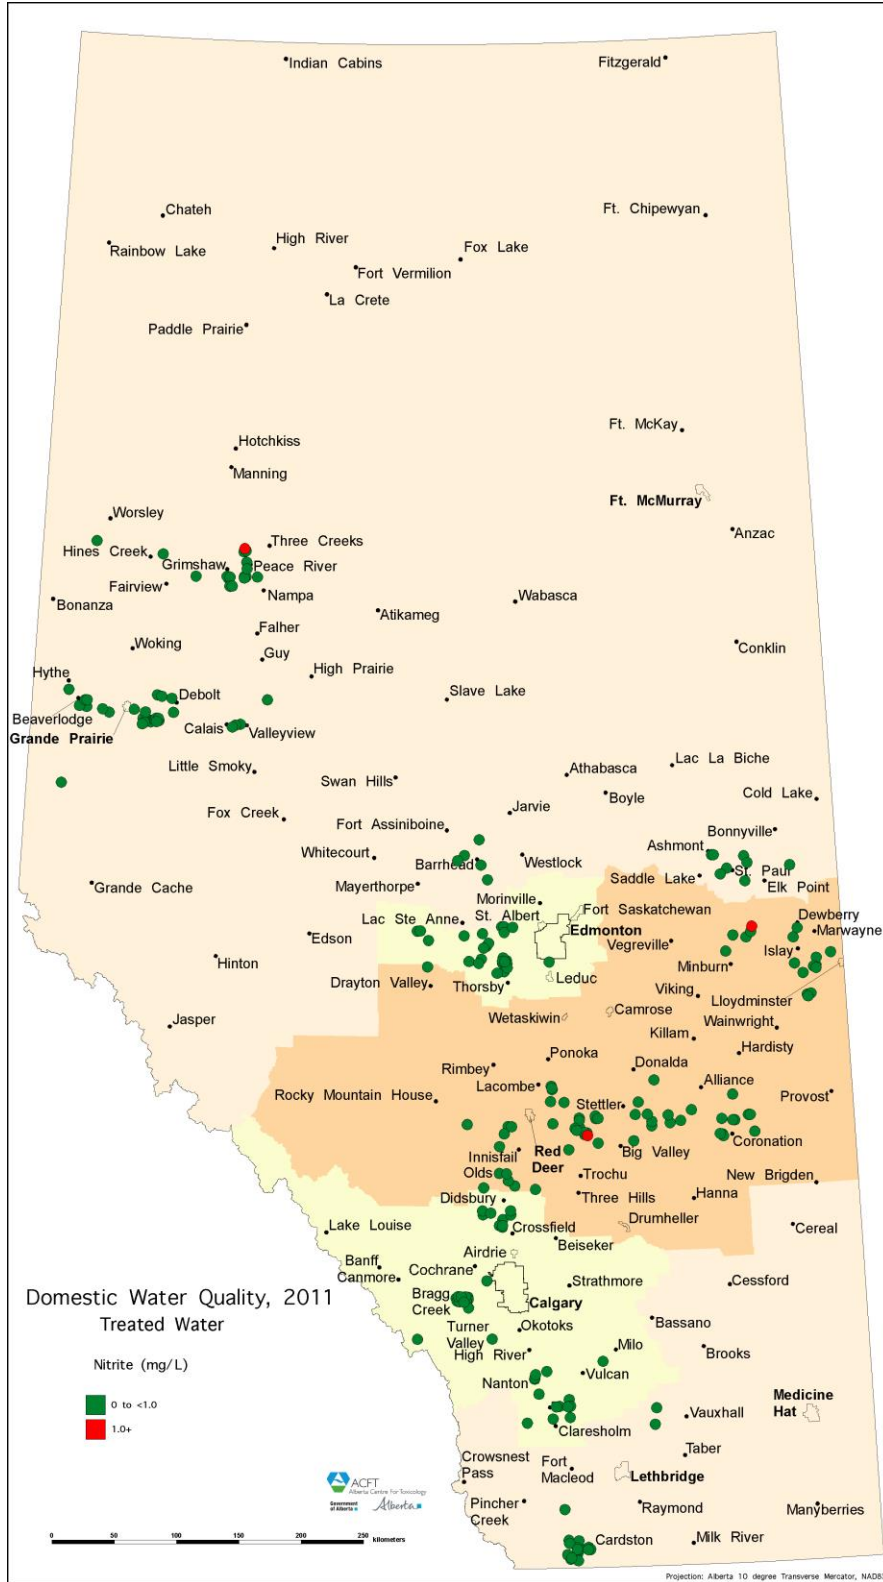 Indian Cabins
Fitzgerald
Chateh
Ft. Chipewyan
Rainbow Lake
High River
Fox Lake
Fort Vermilion
La Crete
Paddle Prairie
Ft. McKay
Hotchkiss
Manning
Ft. McMurray
Worsley
Anzac
Hines Creek
Three Creeks
Grimshaw
Peace River
Fairview
Nampa
Bonanza
Wabasca
Atikameg
Falher
Woking
Conklin
Guy
High Prairie
Hythe
Debolt
Slave Lake
Beaverlodge
Calais
Valleyview
Grande Prairie
Little Smoky
Lac La Biche
Athabasca
Swan Hills
Boyle
Cold Lake
Jarvie
Fox Creek
Fort Assiniboine
Bonnyville
Ashmont
Whitecourt
Barrhead
Westlock
St. Paul
Saddle Lake
Elk Point
Grande Cache
Mayerthorpe
Morinville
Fort Saskatchewan
Lac Ste Anne
St. Albert
Dewberry
Edmonton
Marwayne
Edson
Vegreville
Islay
Hinton
Minburn
Leduc
Drayton Valley
Thorsby
Viking
Lloydminster
Jasper
Wetaskiwin
Camrose
Wainwright
Killam
Hardisty
Ponoka
Rimbey
Donalda
Lacombe
Alliance
Rocky Mountain House
Provost
Stettler
Coronation
Innisfail
Red
Deer
Big Valley
Olds
Trochu
New Brigden
Didsbury
Three Hills
Hanna
Lake Louise
Crossfield
Drumheller
Cereal
Beiseker
Airdrie
Banff
Cochrane
Canmore
Strathmore
Cessford
Bragg
Creek
Calgary
Domestic Water Quality, 2011
Treated Water
Turner
Valley
Okotoks
Bassano
High River
Milo
Brooks
Nitrite (mg/L)
Nanton
Vulcan
0 to <1.0
1.0+
Medicine
Hat
Vauxhall
Claresholm
Taber
Crowsnest
Pass
Fort
Macleod
Lethbridge
ACFT
Alberta Centre For Toxicology
Government
of Alberta
Alberta
Pincher
Creek
Raymond
Manyberries
Cardston
Milk River
0 50 100 150 200 250
kilometers
Projection: Alberta 10 degree Transverse Mercator, NAD83